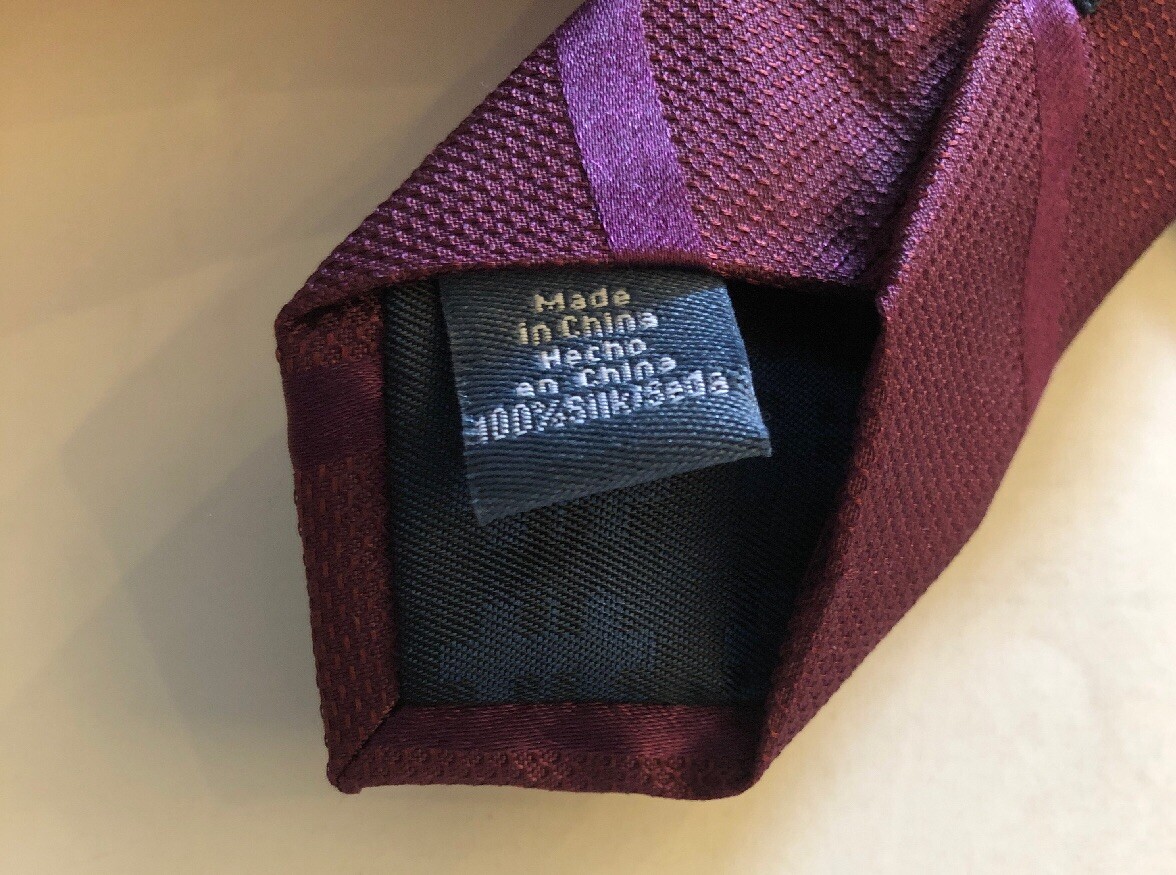 Made
in China
Hecho
en China
100%Silk/Seda